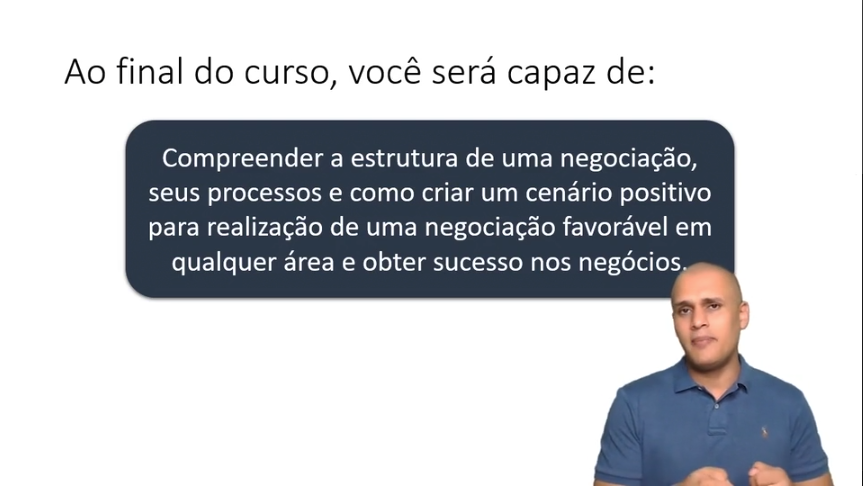 Ao final do curso, você será capaz de:
Compreender a estrutura de uma negociação,
seus processos e como criar um cenário positivo
para realização de uma negociação favorável em
qualquer área e obter sucesso nos negócios.